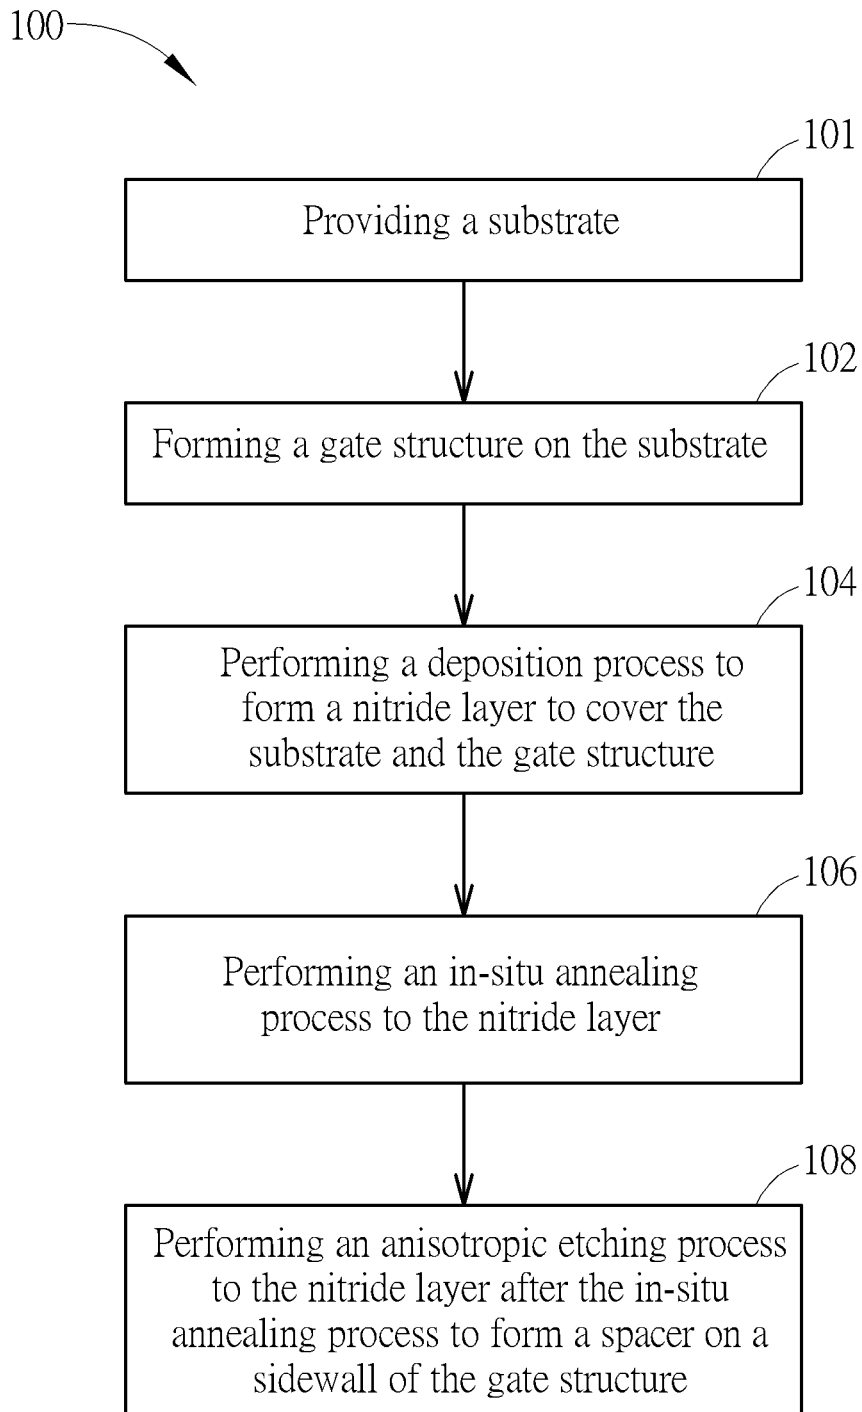 100
101
Providing a substrate
102
Forming a gate structure on the substrate
104
Performing a deposition process to
form a nitride layer to cover the
substrate and the gate structure
106
Performing an in-situ annealing
process to the nitride layer
108
Performing an anisotropic etching process
to the nitride layer after the in-situ
annealing process to form a spacer on a
sidewall of the gate structure